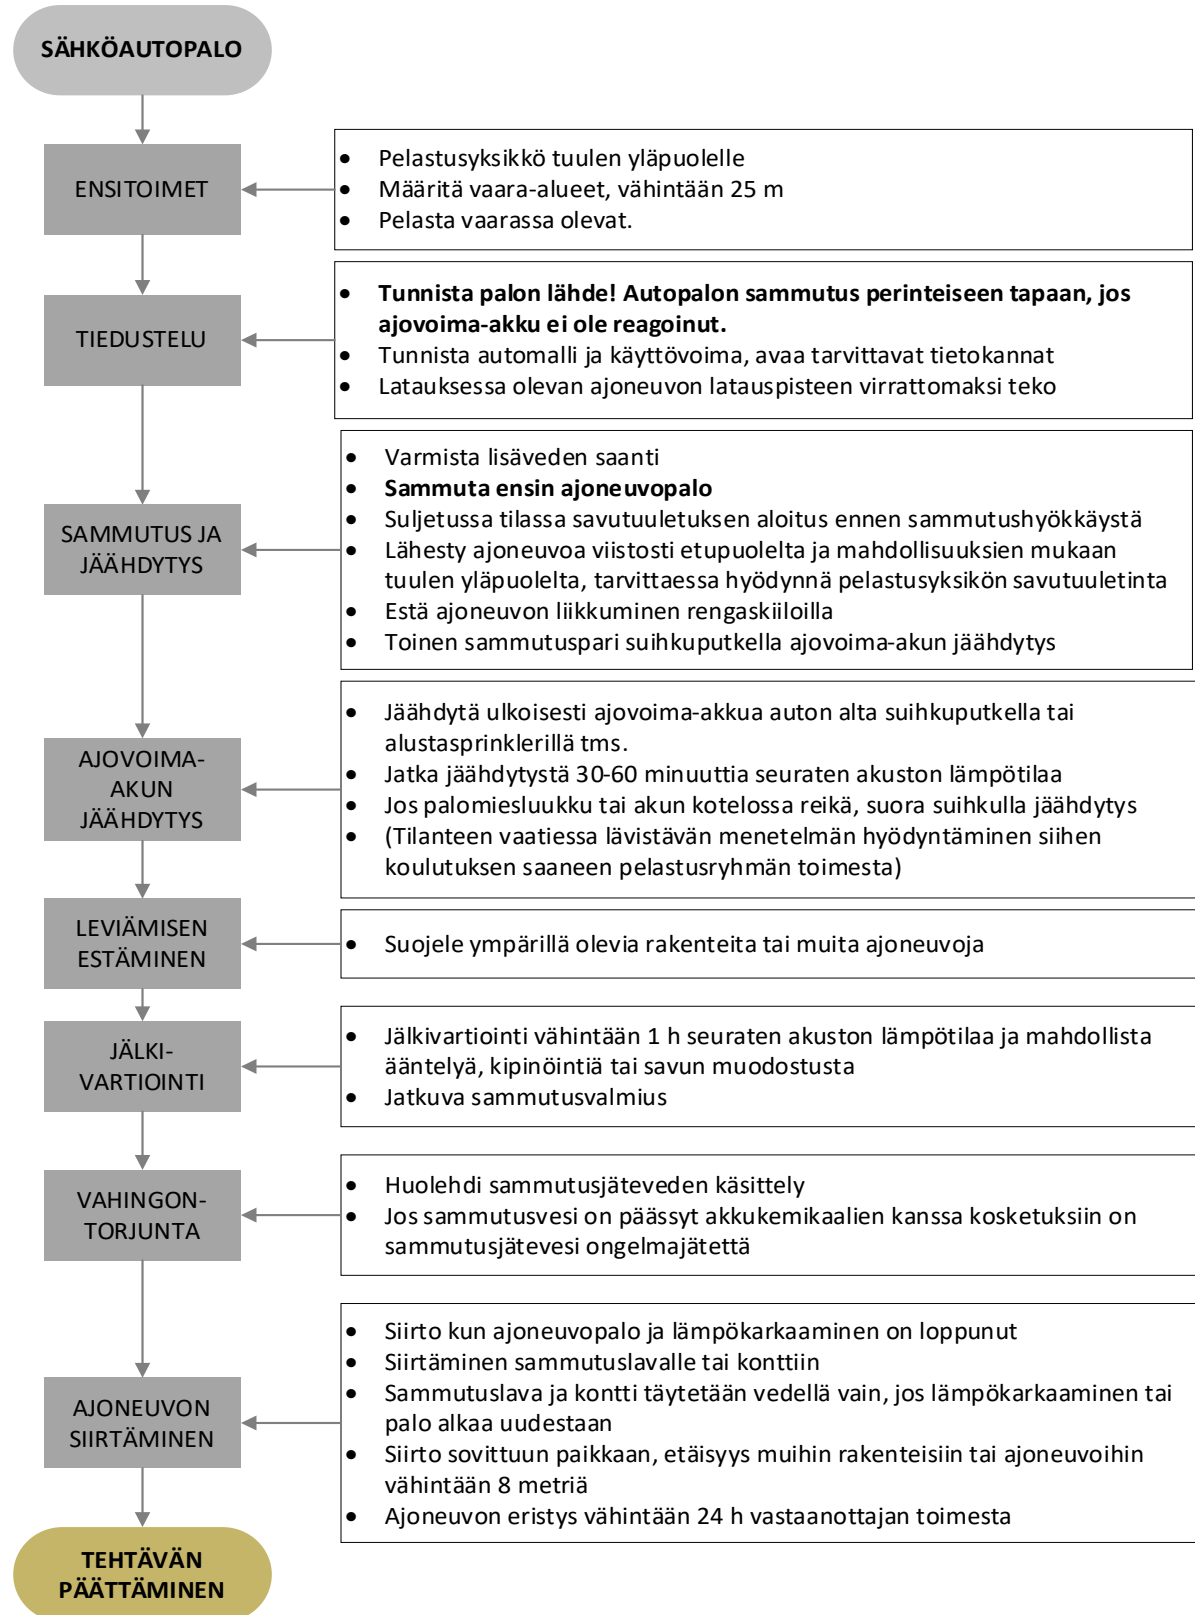 SÄHKÖAUTOPALO
ENSITOIMET
• Pelastusyksikkö tuulen yläpuolelle
• Määritä vaara-alueet, vähintään 25 m
• Pelasta vaarassa olevat.
TIEDUSTELU
• Tunnista palon lähde! Autopalon sammutus perinteiseen tapaan, jos
ajovoima-akku ei ole reagoinut.
• Tunnista automalli ja käyttövoima, avaa tarvittavat tietokannat
• Latauksessa olevan ajoneuvon latauspisteen virrattomaksi teko
SAMMUTUS JA
JÄÄHDYTYS
• Varmista lisäveden saanti
• Sammuta ensin ajoneuvopalo
• Suljetussa tilassa savutuuletuksen aloitus ennen sammutushyökkäystä
• Lähesty ajoneuvoa viistosti etupuolelta ja mahdollisuuksien mukaan
tuulen yläpuolelta, tarvittaessa hyödynnä pelastusyksikön savutuuletinta
• Estä ajoneuvon liikkuminen rengaskiiloilla
• Toinen sammutuspari suihkuputkella ajovoima-akun jäähdytys
AJOVOIMA-
AKUN
JÄÄHDYTYS
• Jäähdytä ulkoisesti ajovoima-akkua auton alta suihkuputkella tai
alustasprinklerillä tms.
• Jatka jäähdytystä 30-60 minuuttia seuraten akuston lämpötilaa
• Jos palomiesluukku tai akun kotelossa reikä, suora suihkulla jäähdytys
• (Tilanteen vaatiessa lävistävän menetelmän hyödyntäminen siihen
koulutuksen saaneen pelastusryhmän toimesta)
LEVIÄMISEN
ESTÄMINEN
• Suojele ympärillä olevia rakenteita tai muita ajoneuvoja
JÄLKI-
VARTIOINTI
• Jälkivartiointi vähintään 1 h seuraten akuston lämpötilaa ja mahdollista
ääntelyä, kipinöintiä tai savun muodostusta
• Jatkuva sammutusvalmius
VAHINGON-
TORJUNTA
• Huolehdi sammutusjäteveden käsittely
• Jos sammutusvesi on päässyt akkukemikaalien kanssa kosketuksiin on
sammutusjätevesi ongelmajätettä
AJONEUVON
SIIRTÄMINEN
• Siirto kun ajoneuvopalo ja lämpökarkaaminen on loppunut
• Siirtäminen sammutuslavalle tai konttiin
• Sammutuslava ja kontti täytetään vedellä vain, jos lämpökarkaaminen tai
palo alkaa uudestaan
• Siirto sovittuun paikkaan, etäisyys muihin rakenteisiin tai ajoneuvoihin
vähintään 8 metriä
• Ajoneuvon eristys vähintään 24 h vastaanottajan toimesta
TEHTÄVÄN
PÄÄTTÄMINEN